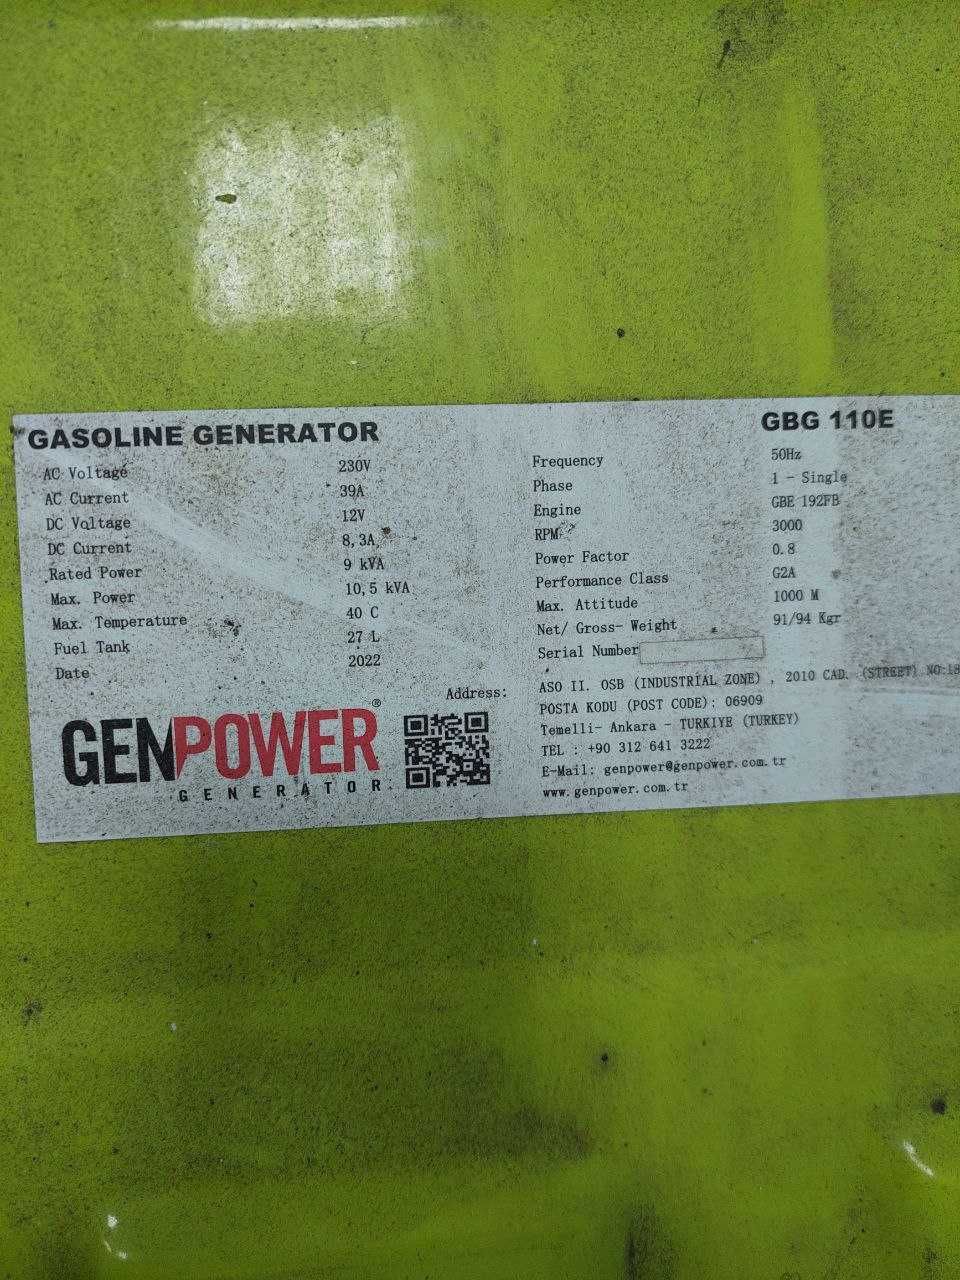 GASOLINE GENERATOR
GBG 110E
AC Voltage 230V
AC Current 39A
DC Voltage 12V
DC Current 8,3A
Rated Power 9 kVA
Max. Power 10,5 kVA
Max. Temperature 40 C
Fuel Tank 27 L
Date 2022
Frequency 50Hz
Phase 1 - Single
Engine GBE 192FB
RPM 3000
Power Factor 0.8
Performance Class G2A
Max. Attitude 1000 M
Net/ Gross- Weight 91/94 Kgr
Serial Number
Address:
ASO II. OSB (INDUSTRIAL ZONE) , 2010 CAD. (STREET) NO:18
POSTA KODU (POST CODE): 06909
Temelli- Ankara - TURKIYE (TURKEY)
TEL : +90 312 641 3222
E-Mail: genpower@genpower.com.tr
www.genpower.com.tr
GENPOWER®
GENERATOR